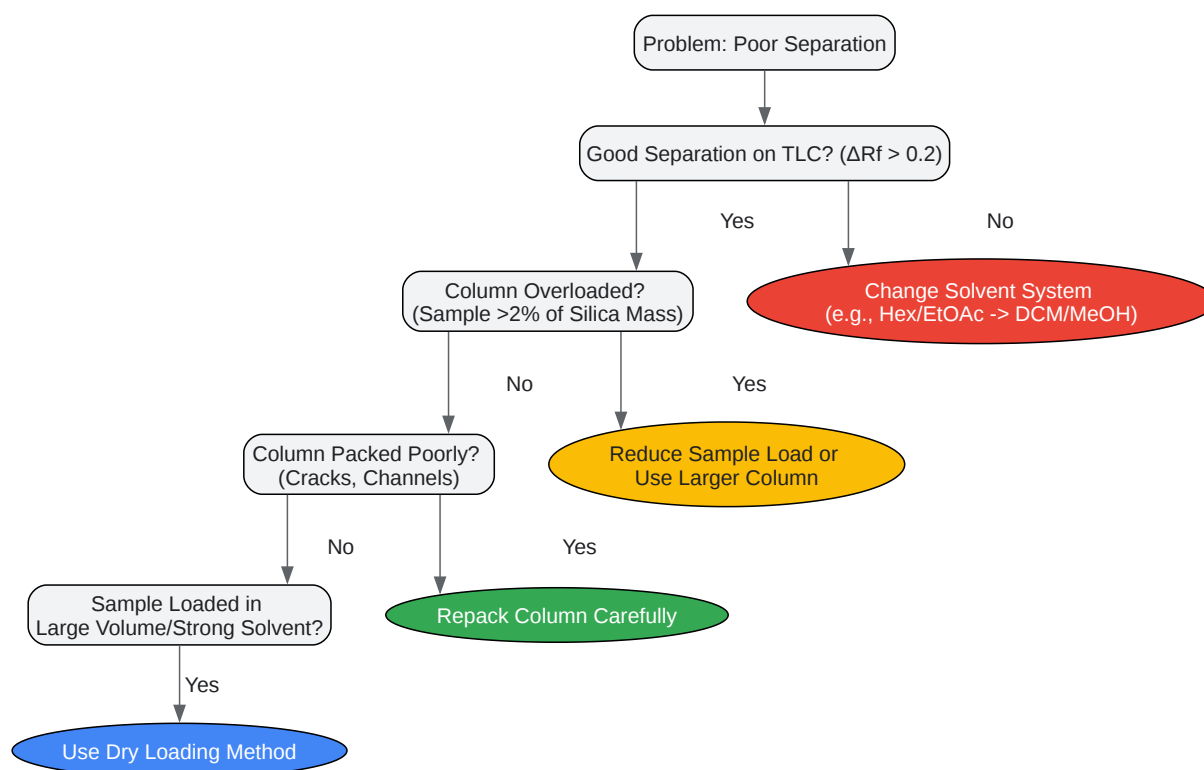 Problem: Poor Separation
Good Separation on TLC? (ΔRf > 0.2)
Yes
No
Column Overloaded?
(Sample >2% of Silica Mass)
Change Solvent System
(e.g., Hex/EtOAc -> DCM/MeOH)
No
Yes
Column Packed Poorly?
(Cracks, Channels)
Reduce Sample Load or
Use Larger Column
No
Yes
Sample Loaded in
Large Volume/Strong Solvent?
Repack Column Carefully
Yes
Use Dry Loading Method